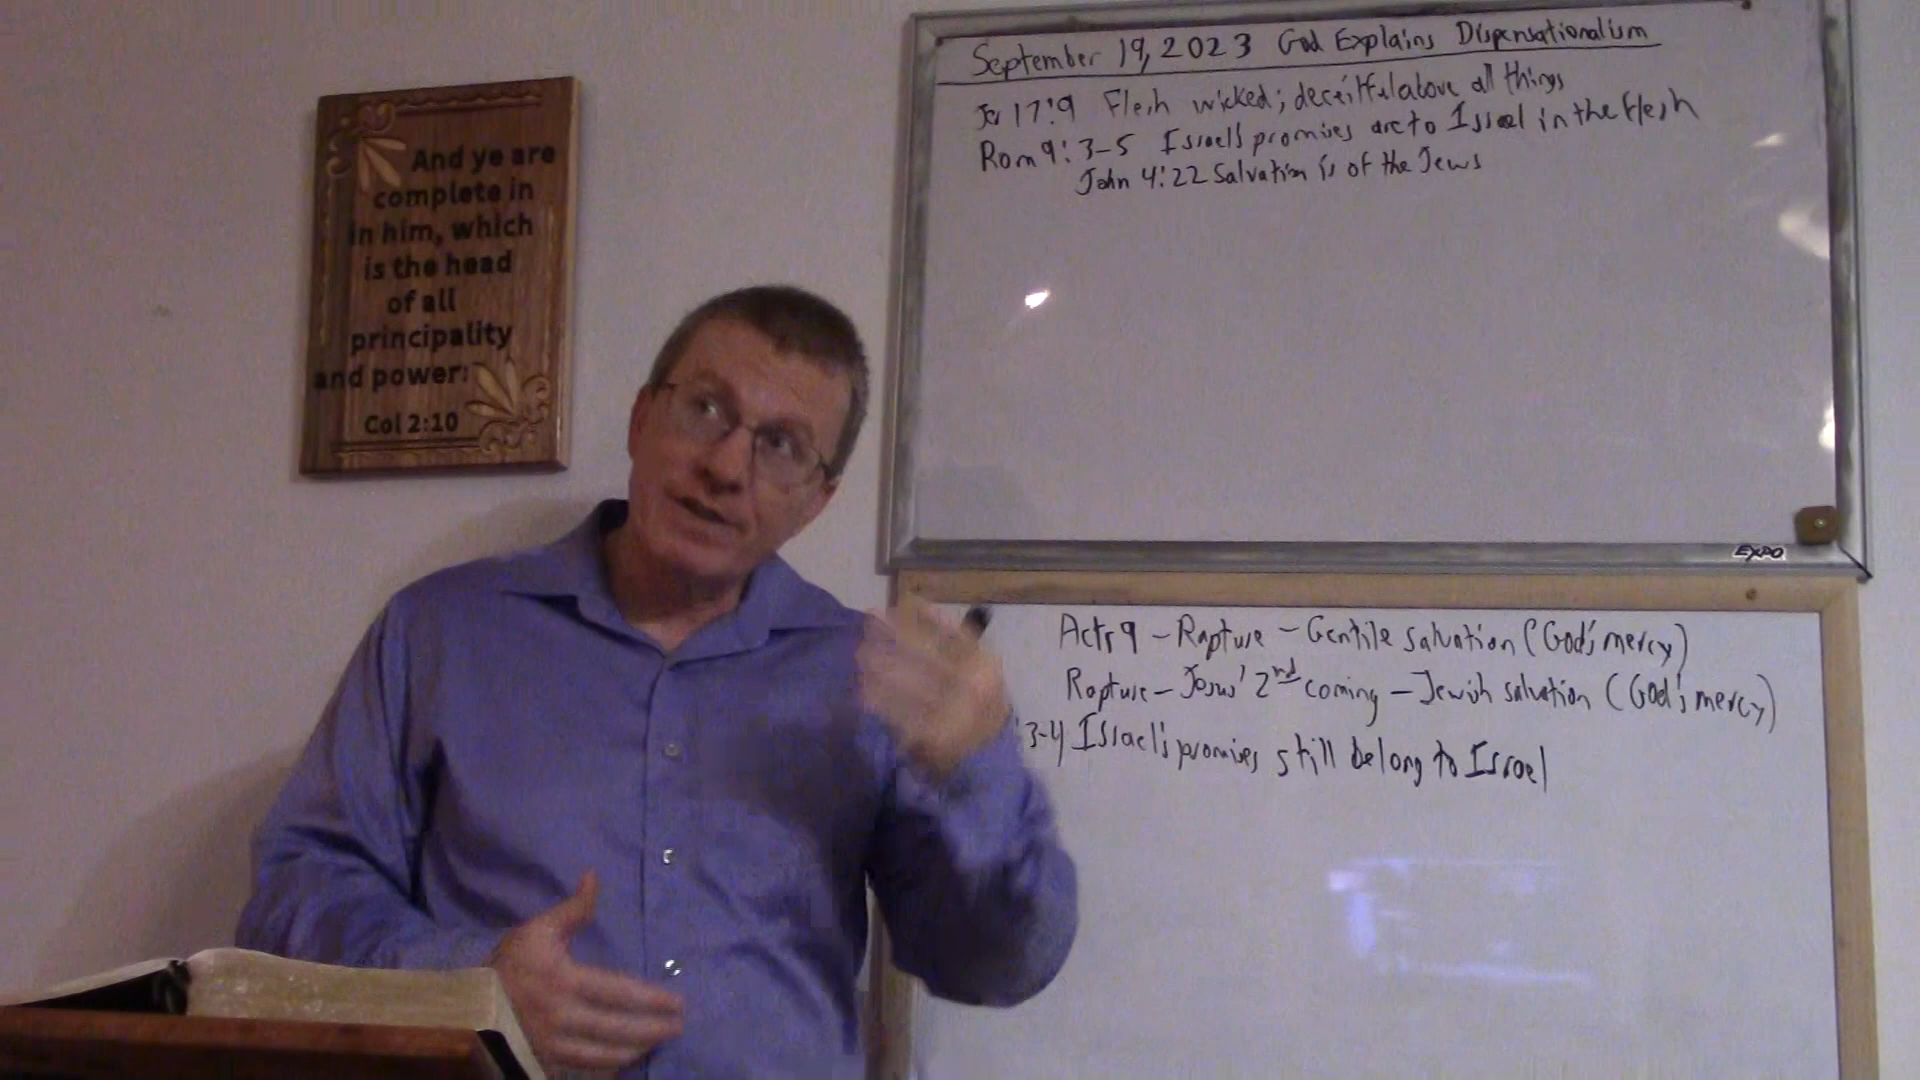 And ye are
complete in
in him, which
is the head
of all
principality
and power:
Col 2:10
September 19, 2023 God Explains Dispensationalism
Jer 17:9 Flesh wicked; deceitful above all things
Rom 9:3-5 Israel's promises are to Israel in the flesh
John 4:22 Salvation is of the Jews
EXPO
Acts 9 - Rapture - Gentile salvation (God's mercy)
Rapture - Jesus' 2nd coming - Jewish salvation (God's mercy)
:3-4 Israel's promises still belong to Israel